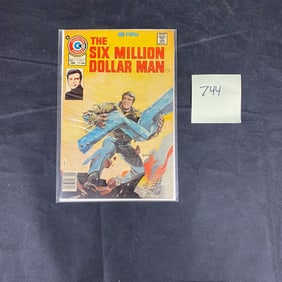 THE
SIX MILLION
DOLLAR MAN
744